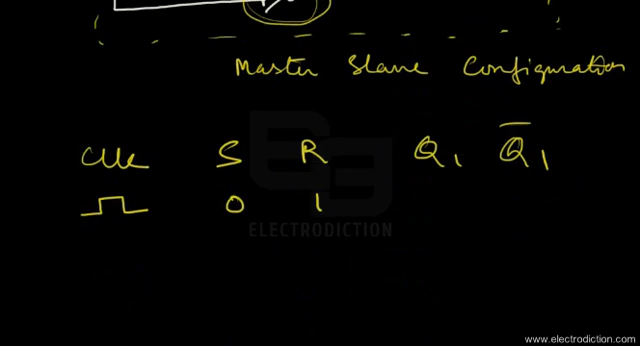 Master Slave Configuration
Clk S R Q1 Q̅1
0 1
ELECTRODICTION
www.electrodiction.com